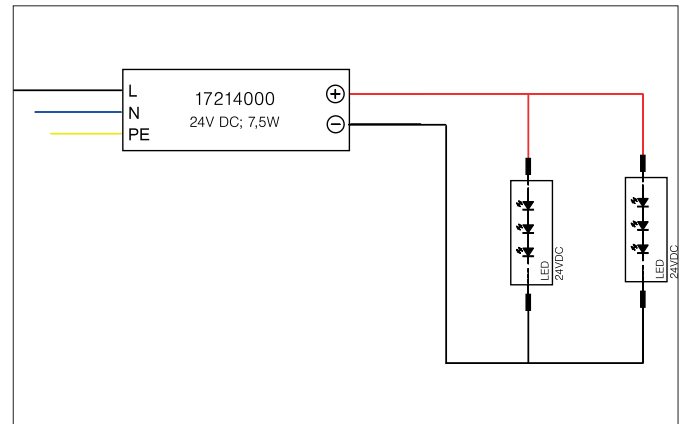 L
N
PE
17214000
24V DC; 7,5W
+
−
LED
24VDC
LED
24VDC